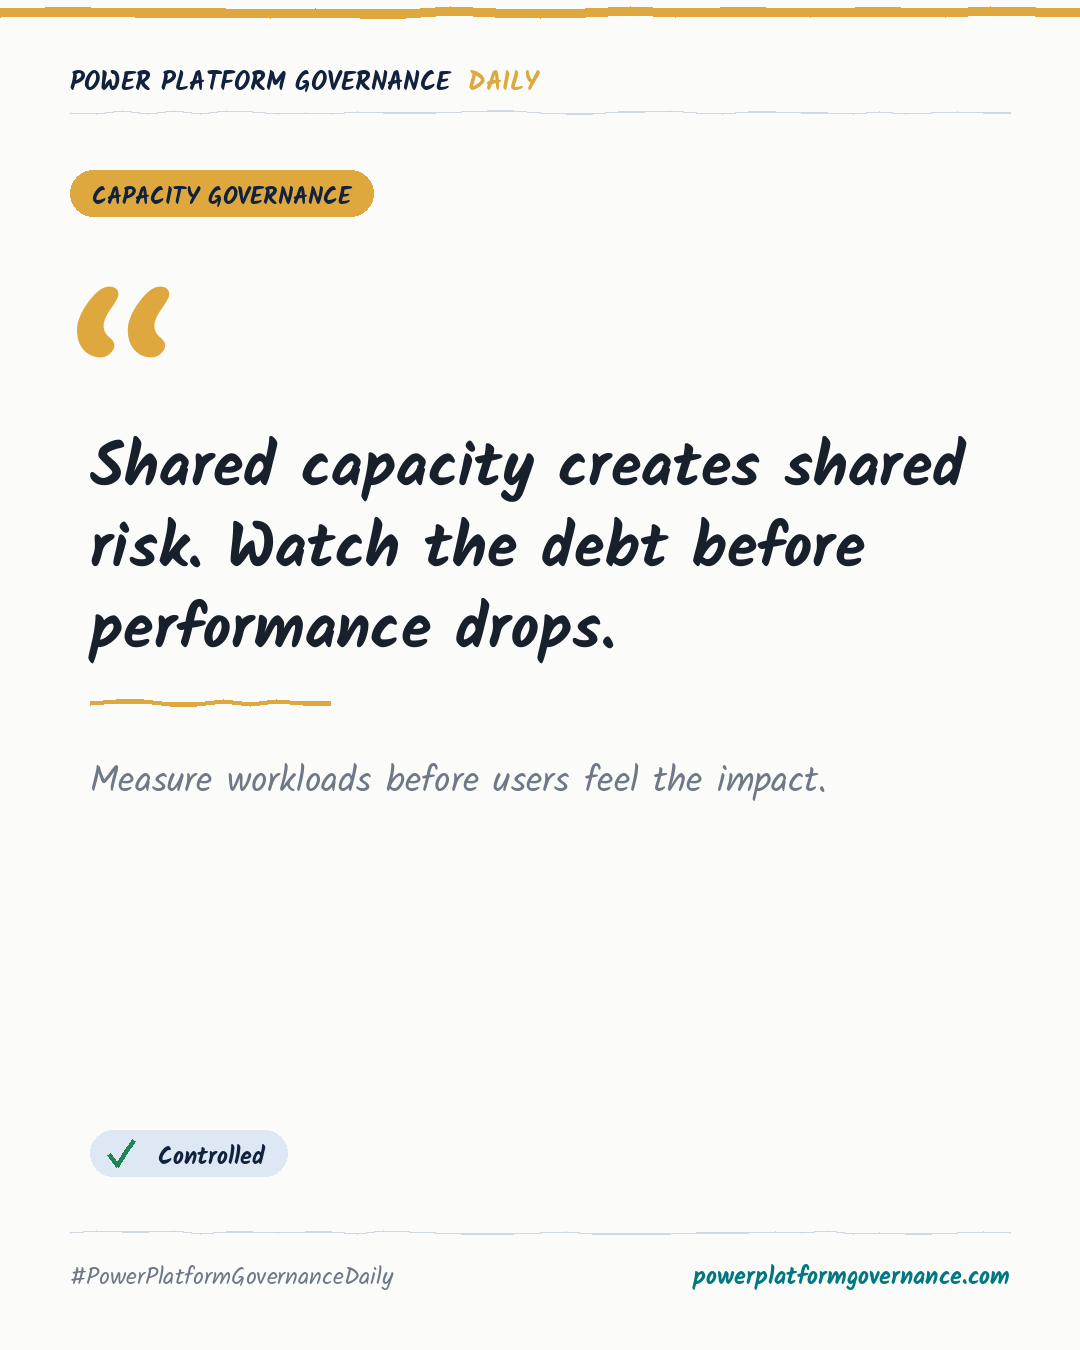 POWER PLATFORM GOVERNANCE DAILY
CAPACITY GOVERNANCE
“
Shared capacity creates shared
risk. Watch the debt before
performance drops.
Measure workloads before users feel the impact.
Controlled
#PowerPlatformGovernanceDaily
powerplatformgovernance.com